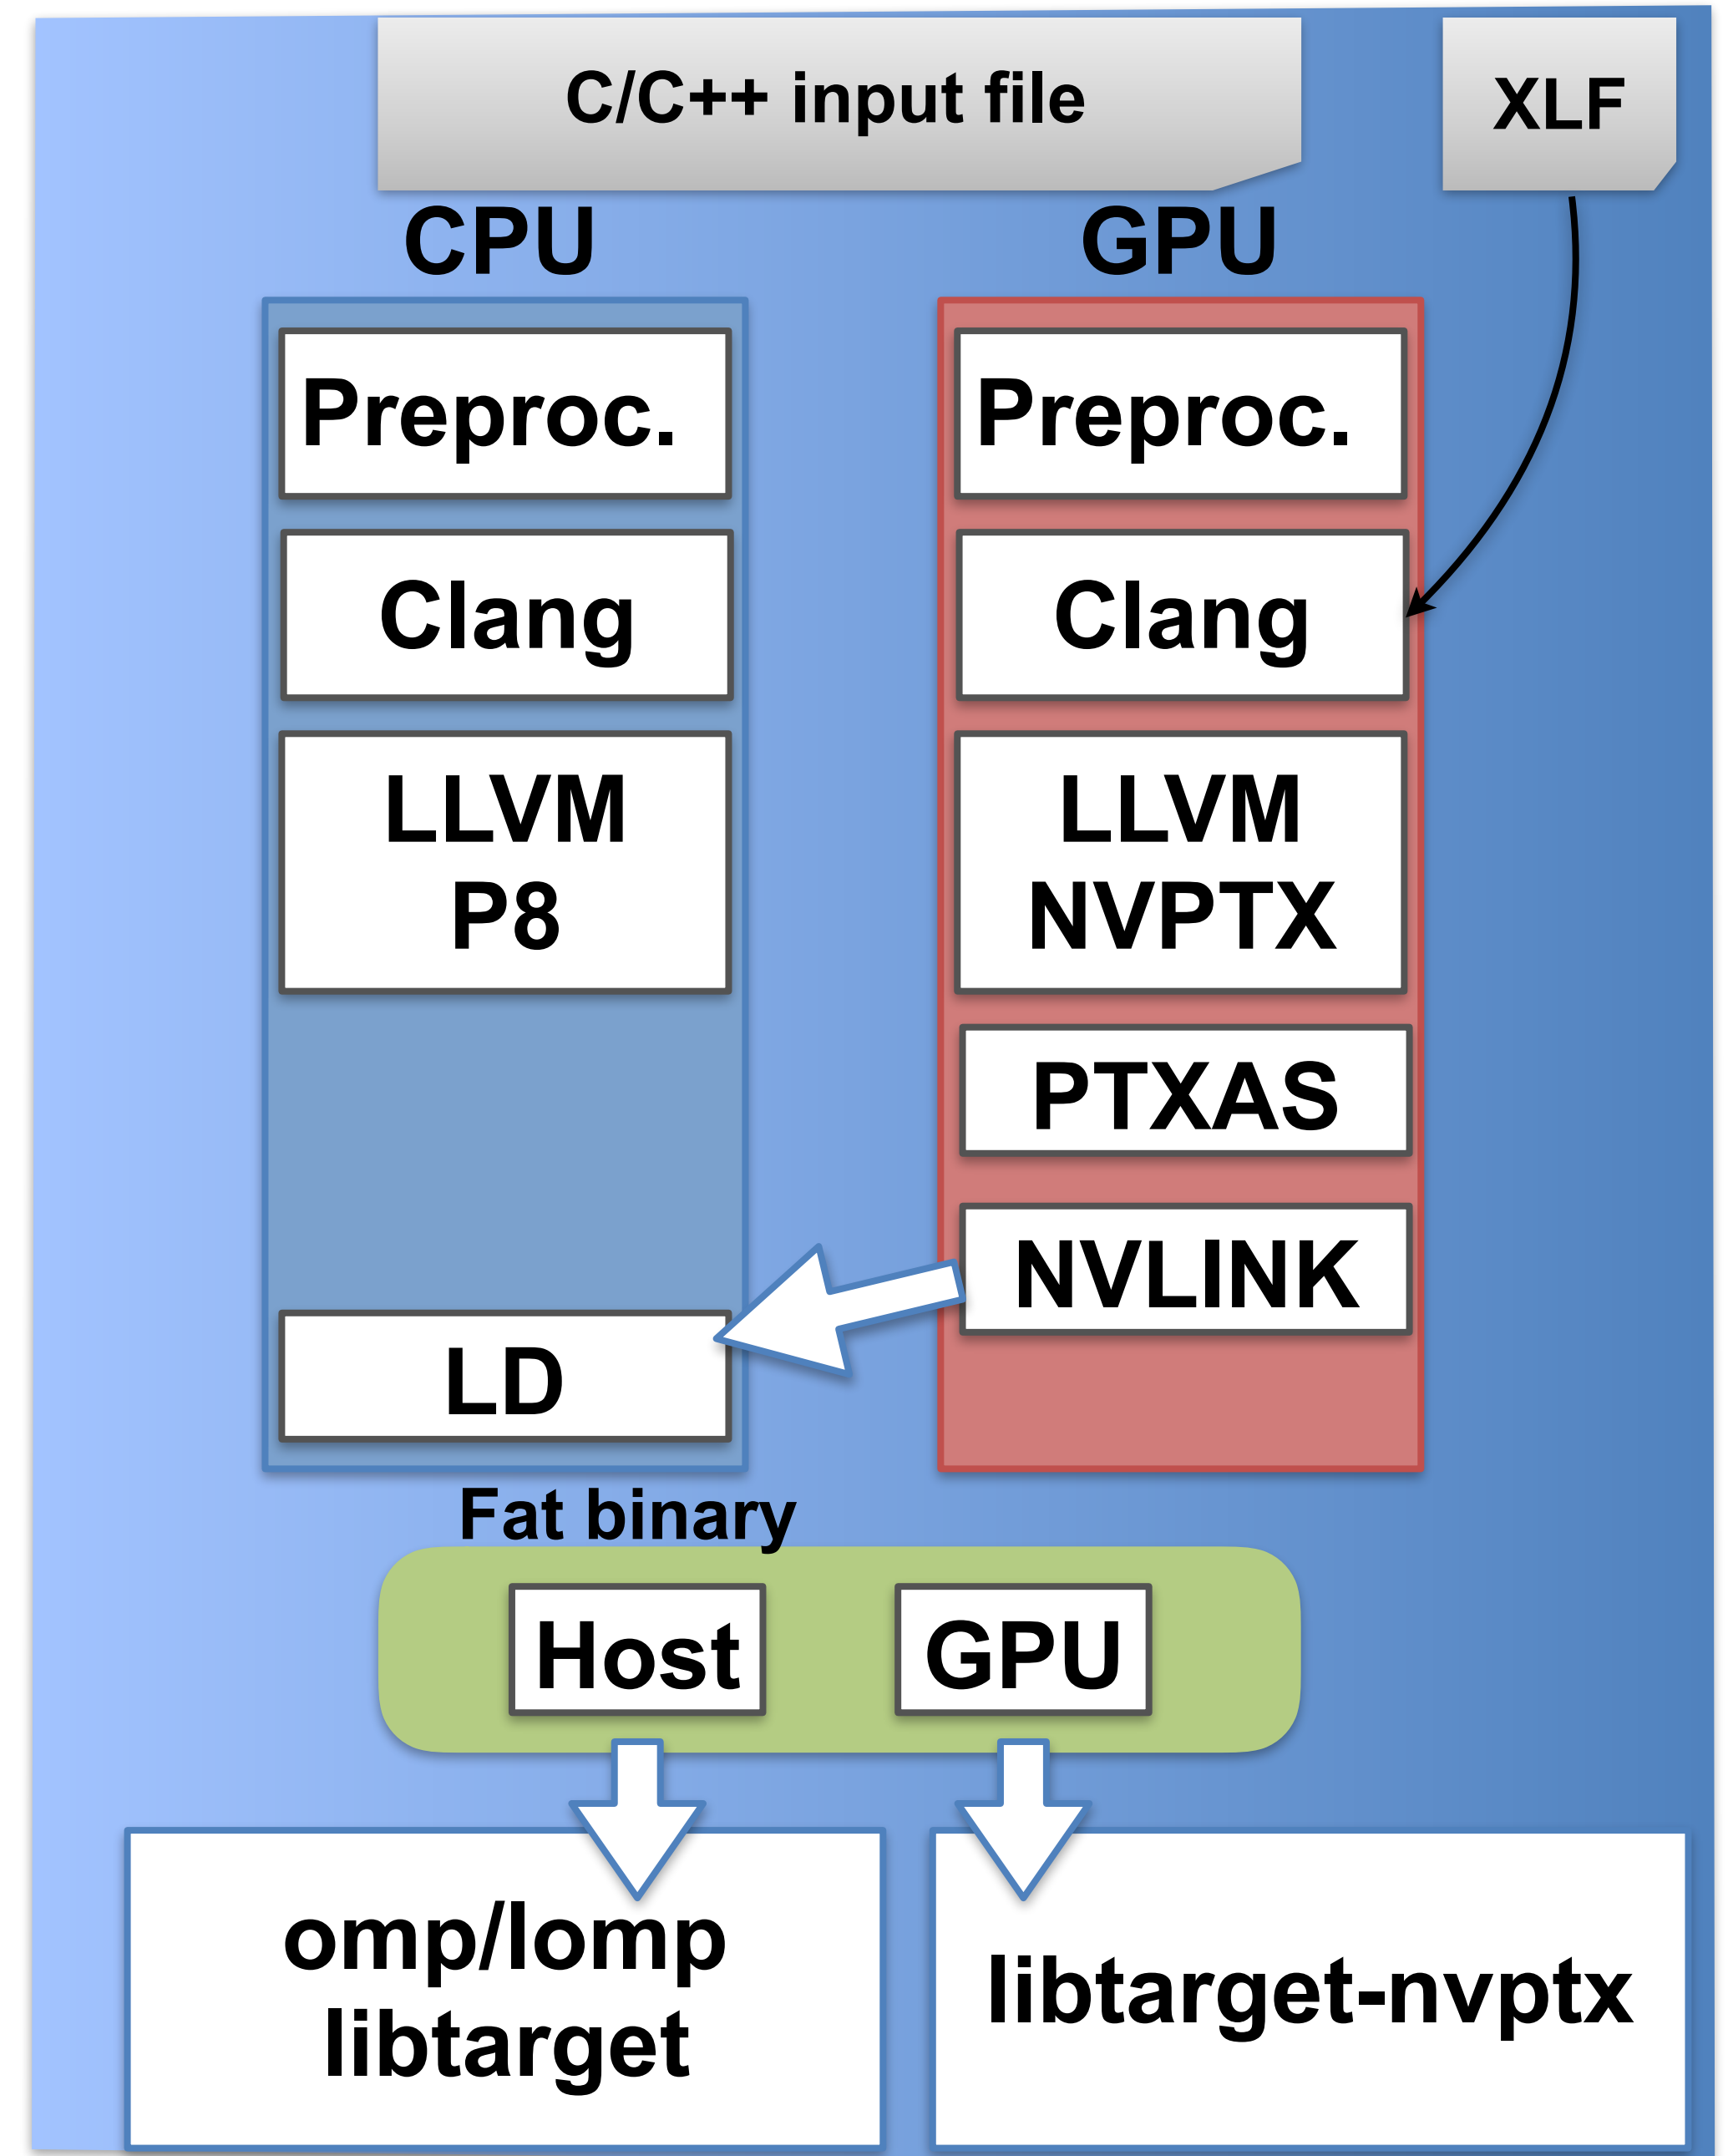 C/C++ input file
XLF
CPU
Preproc.
Clang
LLVM
P8
LD
GPU
Preproc.
Clang
LLVM
NVPTX
PTXAS
NVLINK
Fat binary
Host
GPU
omp/lomp
libtarget
libtarget-nvptx